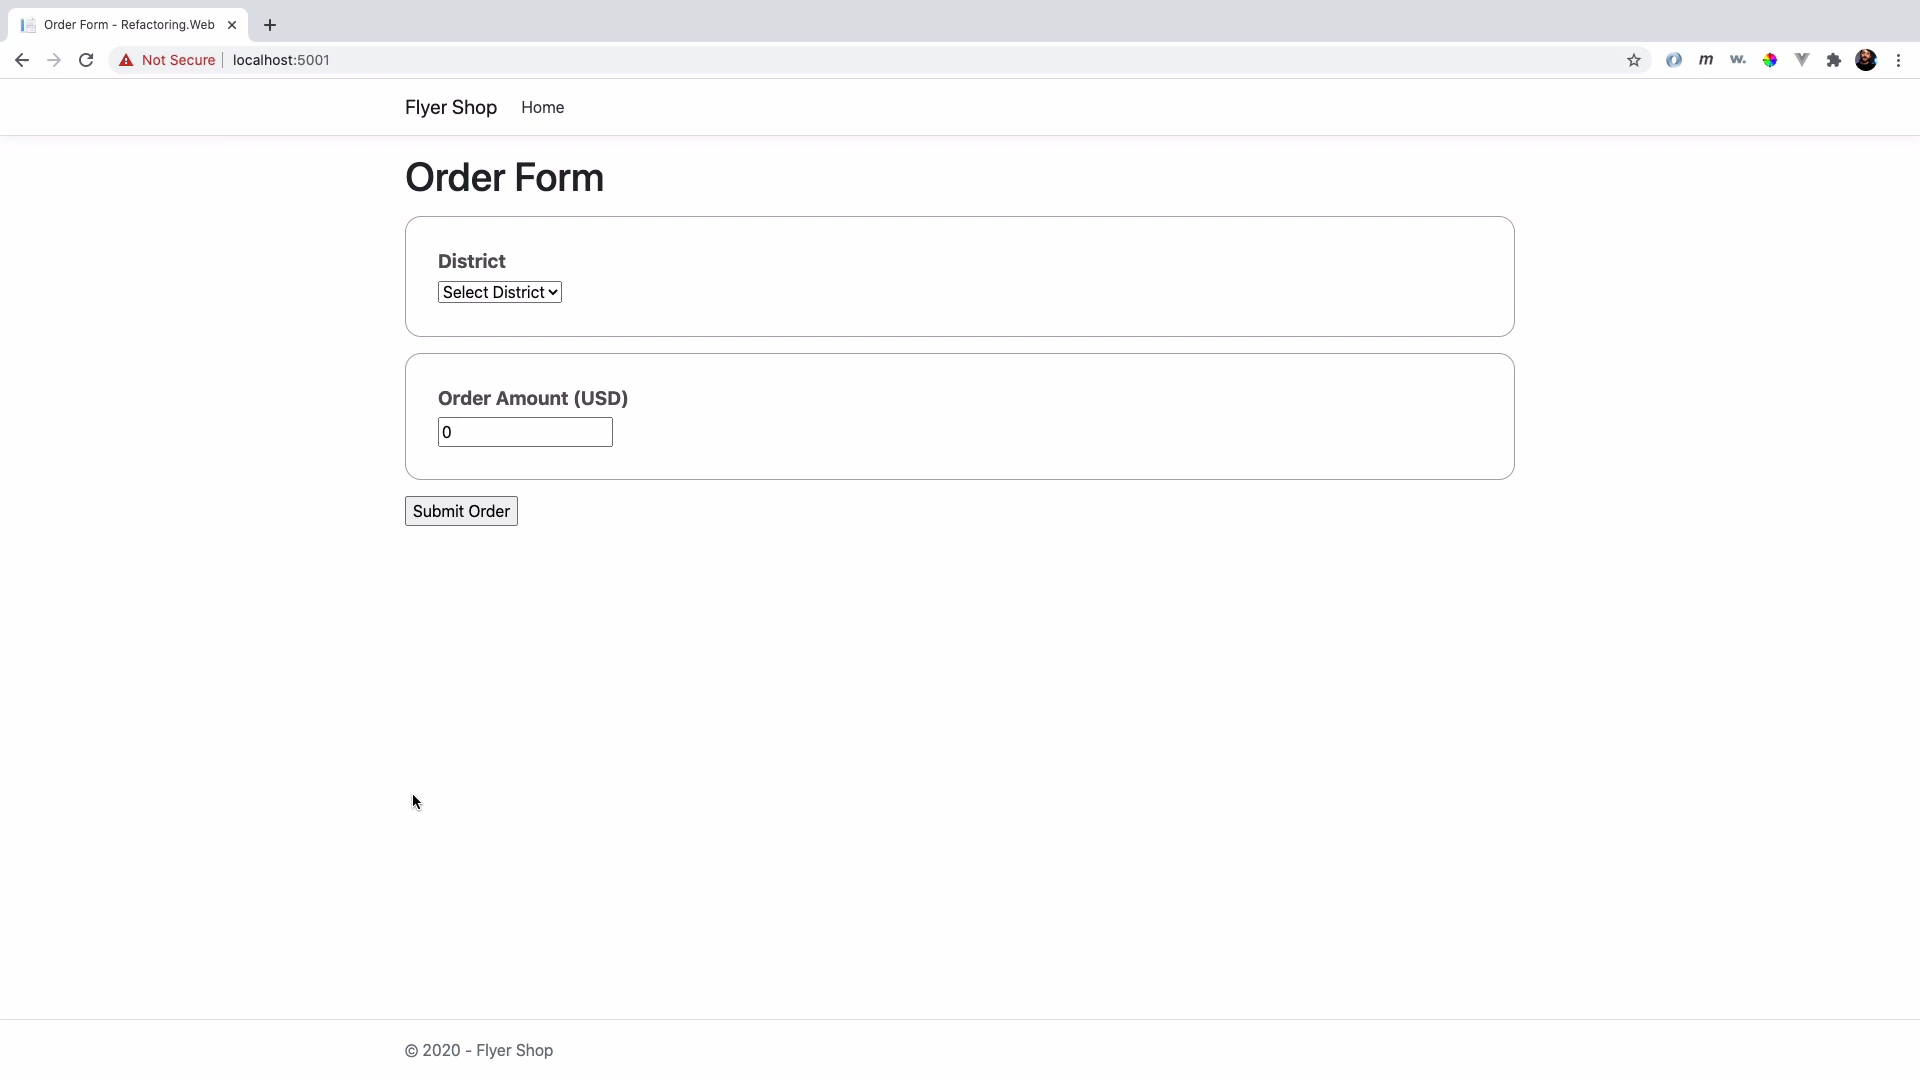 Order Form - Refactoring.Web
Not Secure localhost:5001
m w.
Flyer Shop Home
Order Form
District
Select District
Order Amount (USD)
0
Submit Order
© 2020 - Flyer Shop